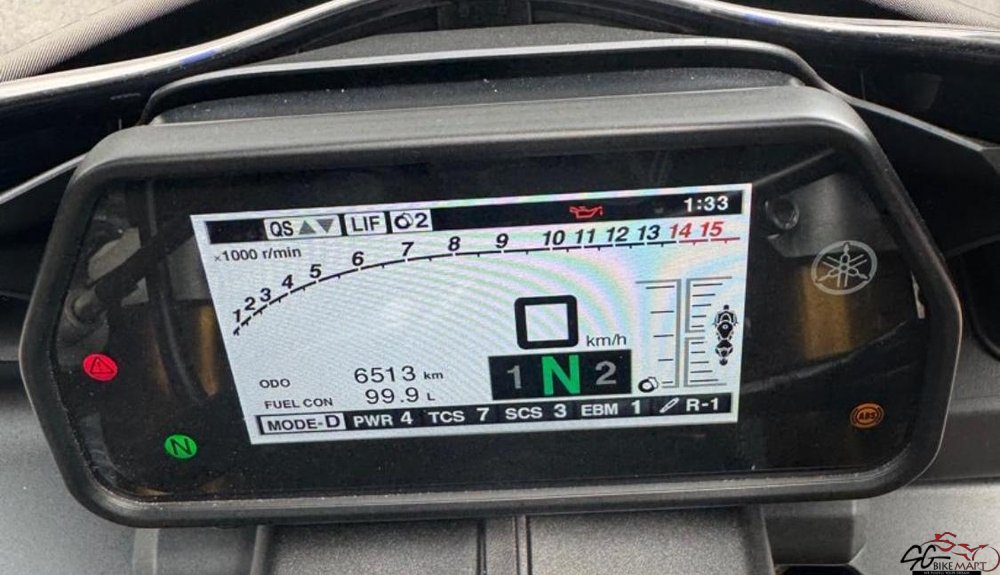 QS LIF 2 1:33
x1000 r/min
1 2 3 4 5 6 7 8 9 10 11 12 13 14 15
0 km/h
1 N 2
ODO 6513 km
FUEL CON 99.9 L
MODE-D PWR 4 TCS 7 SCS 3 EBM 1 R-1
N
ABS
SG
BIKEMART